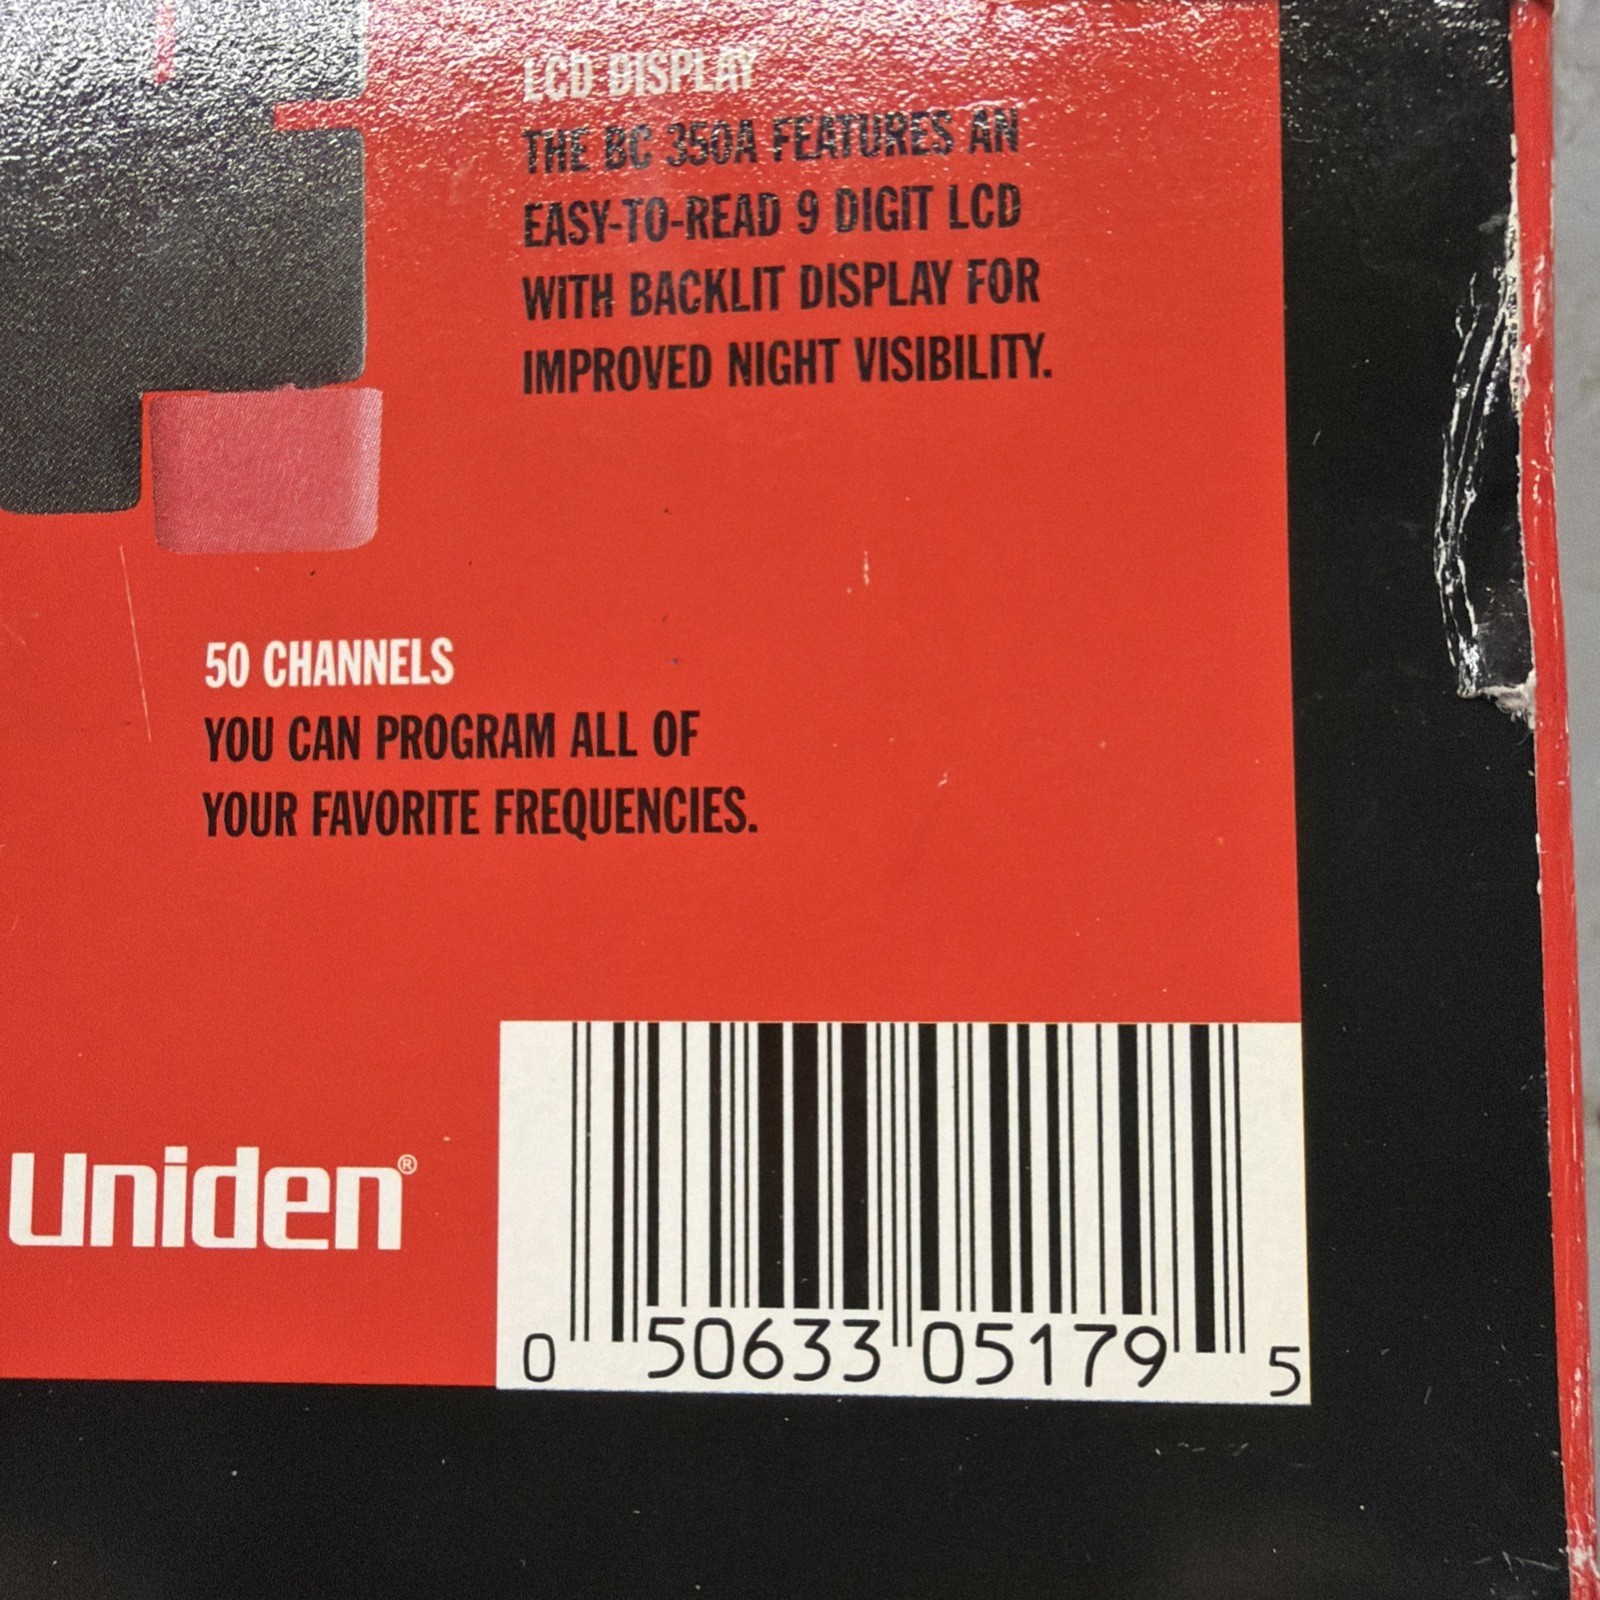 LCD DISPLAY
THE BC 350A FEATURES AN
EASY-TO-READ 9 DIGIT LCD
WITH BACKLIT DISPLAY FOR
IMPROVED NIGHT VISIBILITY.
50 CHANNELS
YOU CAN PROGRAM ALL OF
YOUR FAVORITE FREQUENCIES.
uniden®
0 50633 05179 5